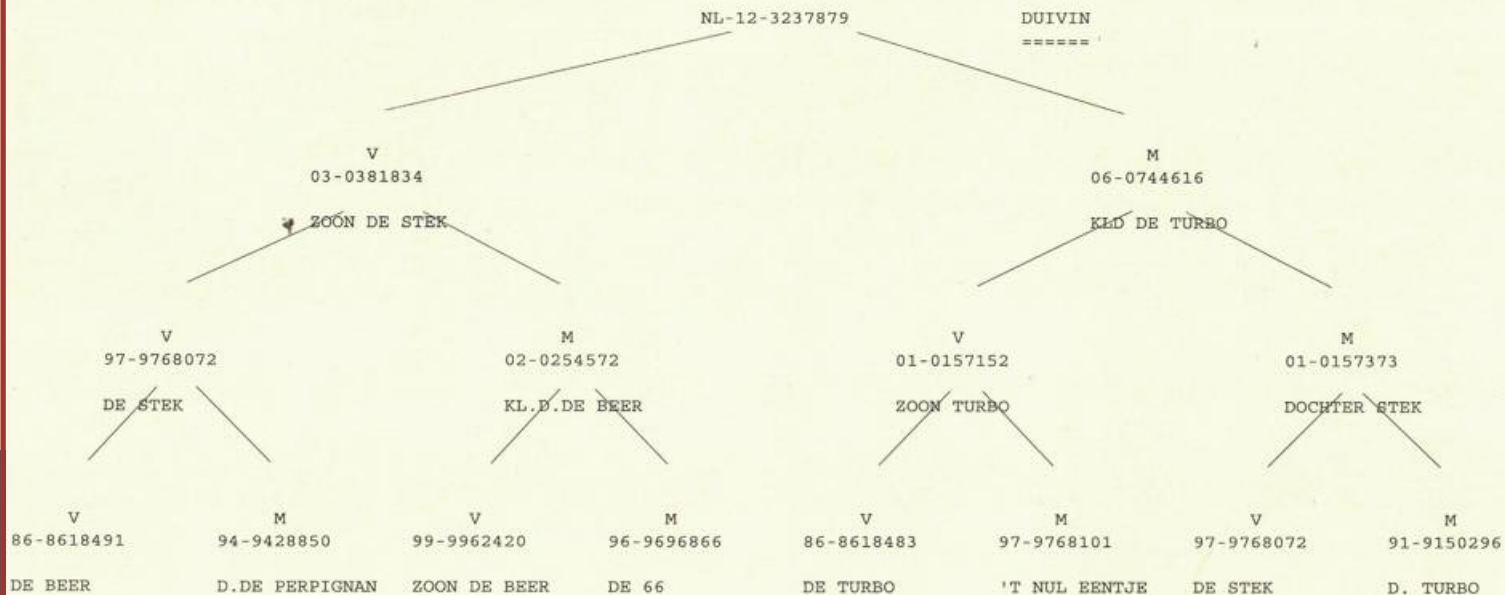 NL-12-3237879 DUIVIN
======
V M
03-0381834 06-0744616
ZOON DE STEK KLD DE TURBO
V M V M
97-9768072 02-0254572 01-0157152 01-0157373
DE STEK KL.D.DE BEER ZOON TURBO DOCHTER STEK
V M V M V M V M
86-8618491 94-9428850 99-9962420 96-9696866 86-8618483 97-9768101 97-9768072 91-9150296
DE BEER D.DE PERPIGNAN ZOON DE BEER DE 66 DE TURBO 'T NUL EENTJE DE STEK D. TURBO